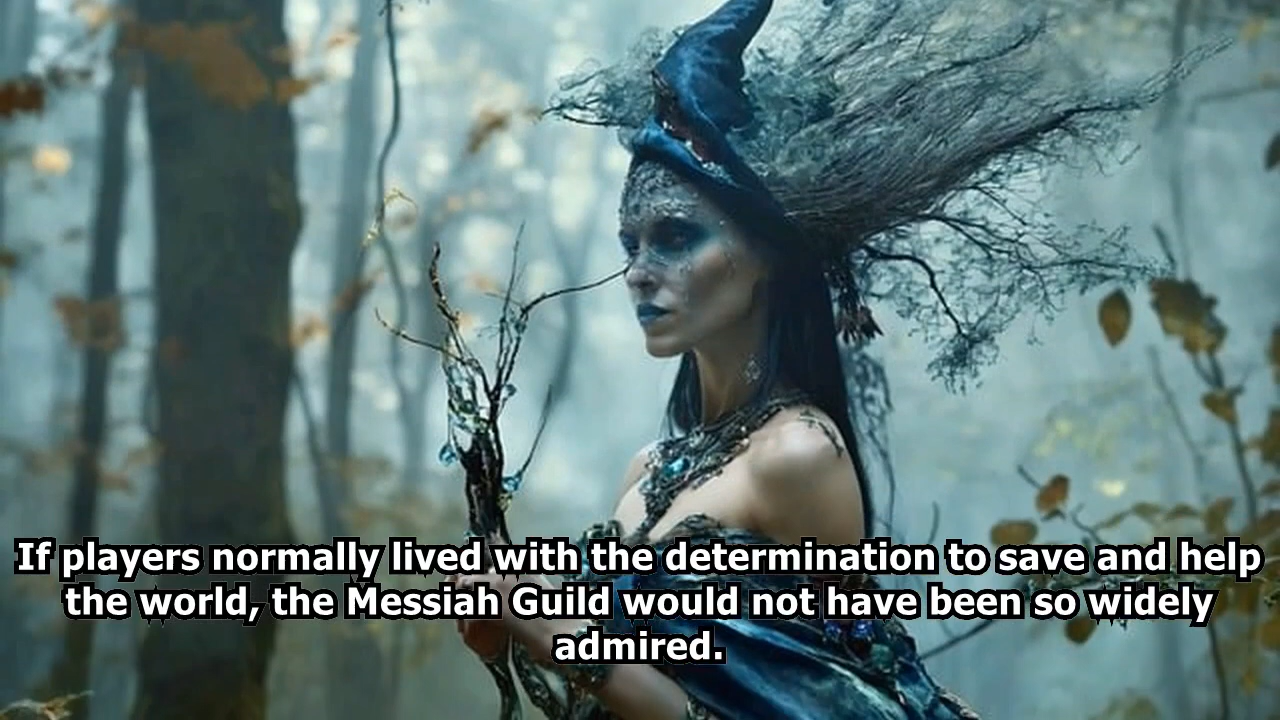 If players normally lived with the determination to save and help
the world, the Messiah Guild would not have been so widely
admired.